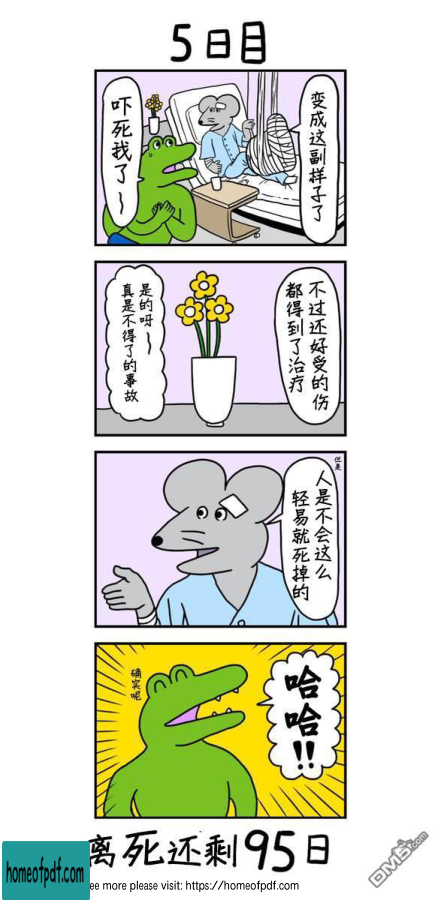 5日目
变成这
副样子了
吓死我了～
不过还好受的伤
都得到了治疗
是的呀～
真是不得了的事故
但是
人是不会这么
轻易就死掉的
哈
哈
!!
确实呢
离死还剩95日
homeofpdf.com
ee more please visit: https://homeofpdf.com